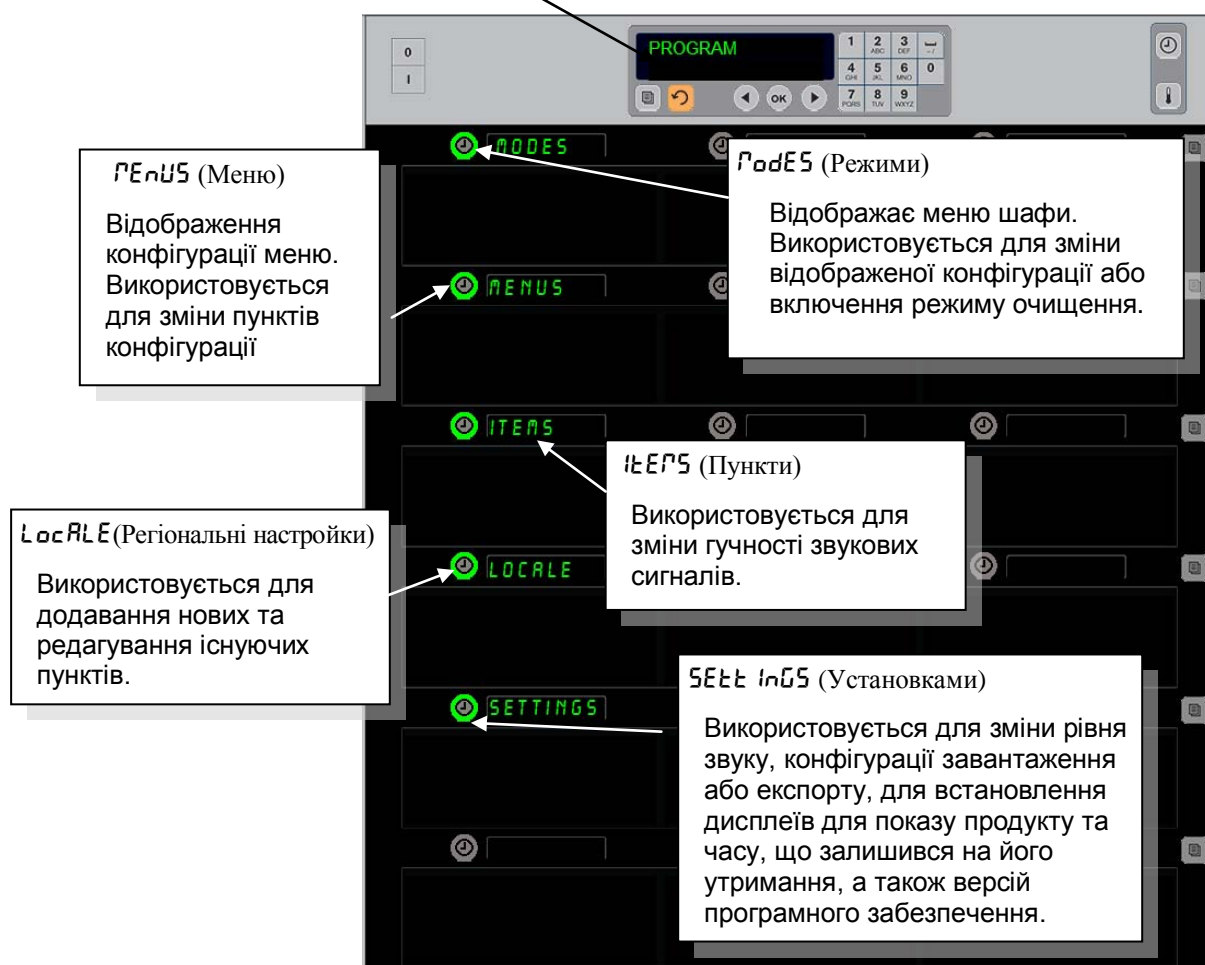 0
I
PROGRAM
1 2 ABC 3 DEF - /
4 GHI 5 JKL 6 MNO 0
7 PQRS 8 TUV 9 WXYZ
OK
MODES
MENUS
ITEMS
LOCALE
SETTINGS
MEnUS (Меню)
Відображення
конфігурації меню.
Використовується
для зміни пунктів
конфігурації
ModES (Режими)
Відображає меню шафи.
Використовується для зміни
відображеної конфігурації або
включення режиму очищення.
ItEMS (Пункти)
Використовується для
зміни гучності звукових
сигналів.
LocALE(Регіональні настройки)
Використовується для
додавання нових та
редагування існуючих
пунктів.
SEtt InGS (Установками)
Використовується для зміни рівня
звуку, конфігурації завантаження
або експорту, для встановлення
дисплеїв для показу продукту та
часу, що залишився на його
утримання, а також версій
програмного забезпечення.